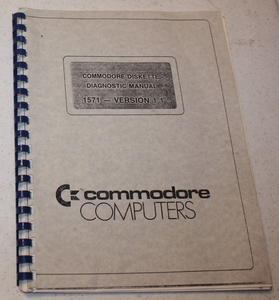 COMMODORE DISKETTE
DIAGNOSTIC MANUAL
1571 — VERSION 1.1
commodore
COMPUTERS